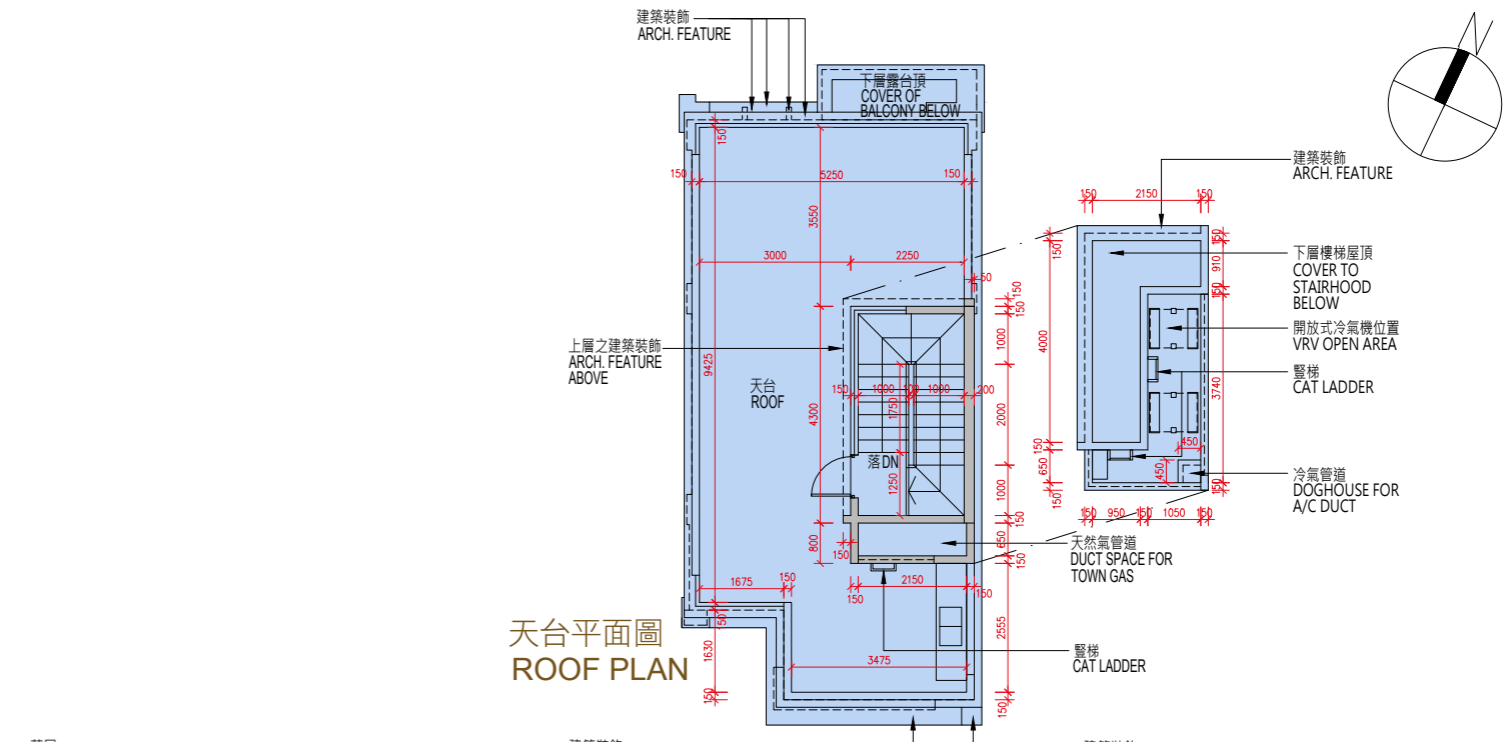 建築裝飾
ARCH. FEATURE
下層露台頂
COVER OF
BALCONY BELOW
150
150
5250
150
3550
3000
2250
50
150
150
上層之建築裝飾
ARCH. FEATURE
ABOVE
9425
天台
ROOF
4300
150
1000
100
1000
200
1750
1000
2000
落DN
1250
1000
150
800
150
650
150
天然氣管道
DUCT SPACE FOR
TOWN GAS
1675
150
2150
150
150
150
1630
150
3475
2555
150
豎梯
CAT LADDER
天台平面圖
ROOF PLAN
建築裝飾
ARCH. FEATURE
150
2150
150
150
150
910
150
下層樓梯屋頂
COVER TO
STAIRHOOD
BELOW
開放式冷氣機位置
VRV OPEN AREA
4000
3740
豎梯
CAT LADDER
150
650
150
450
450
150
冷氣管道
DOGHOUSE FOR
A/C DUCT
150
950
150
1050
150
N